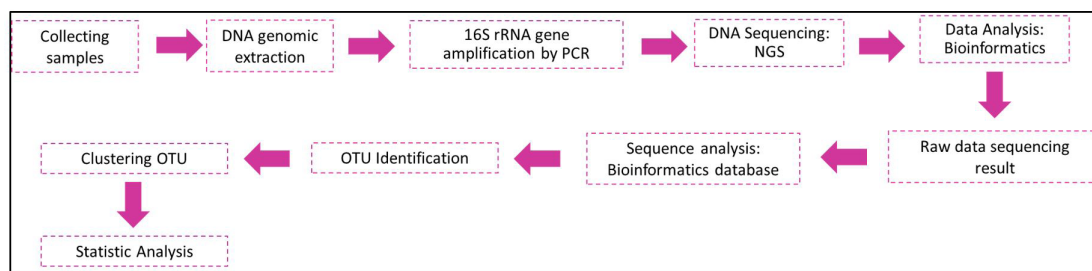 Collecting
samples
DNA genomic
extraction
16S rRNA gene
amplification by PCR
DNA Sequencing:
NGS
Data Analysis:
Bioinformatics
Raw data sequencing
result
Sequence analysis:
Bioinformatics database
OTU Identification
Clustering OTU
Statistic Analysis